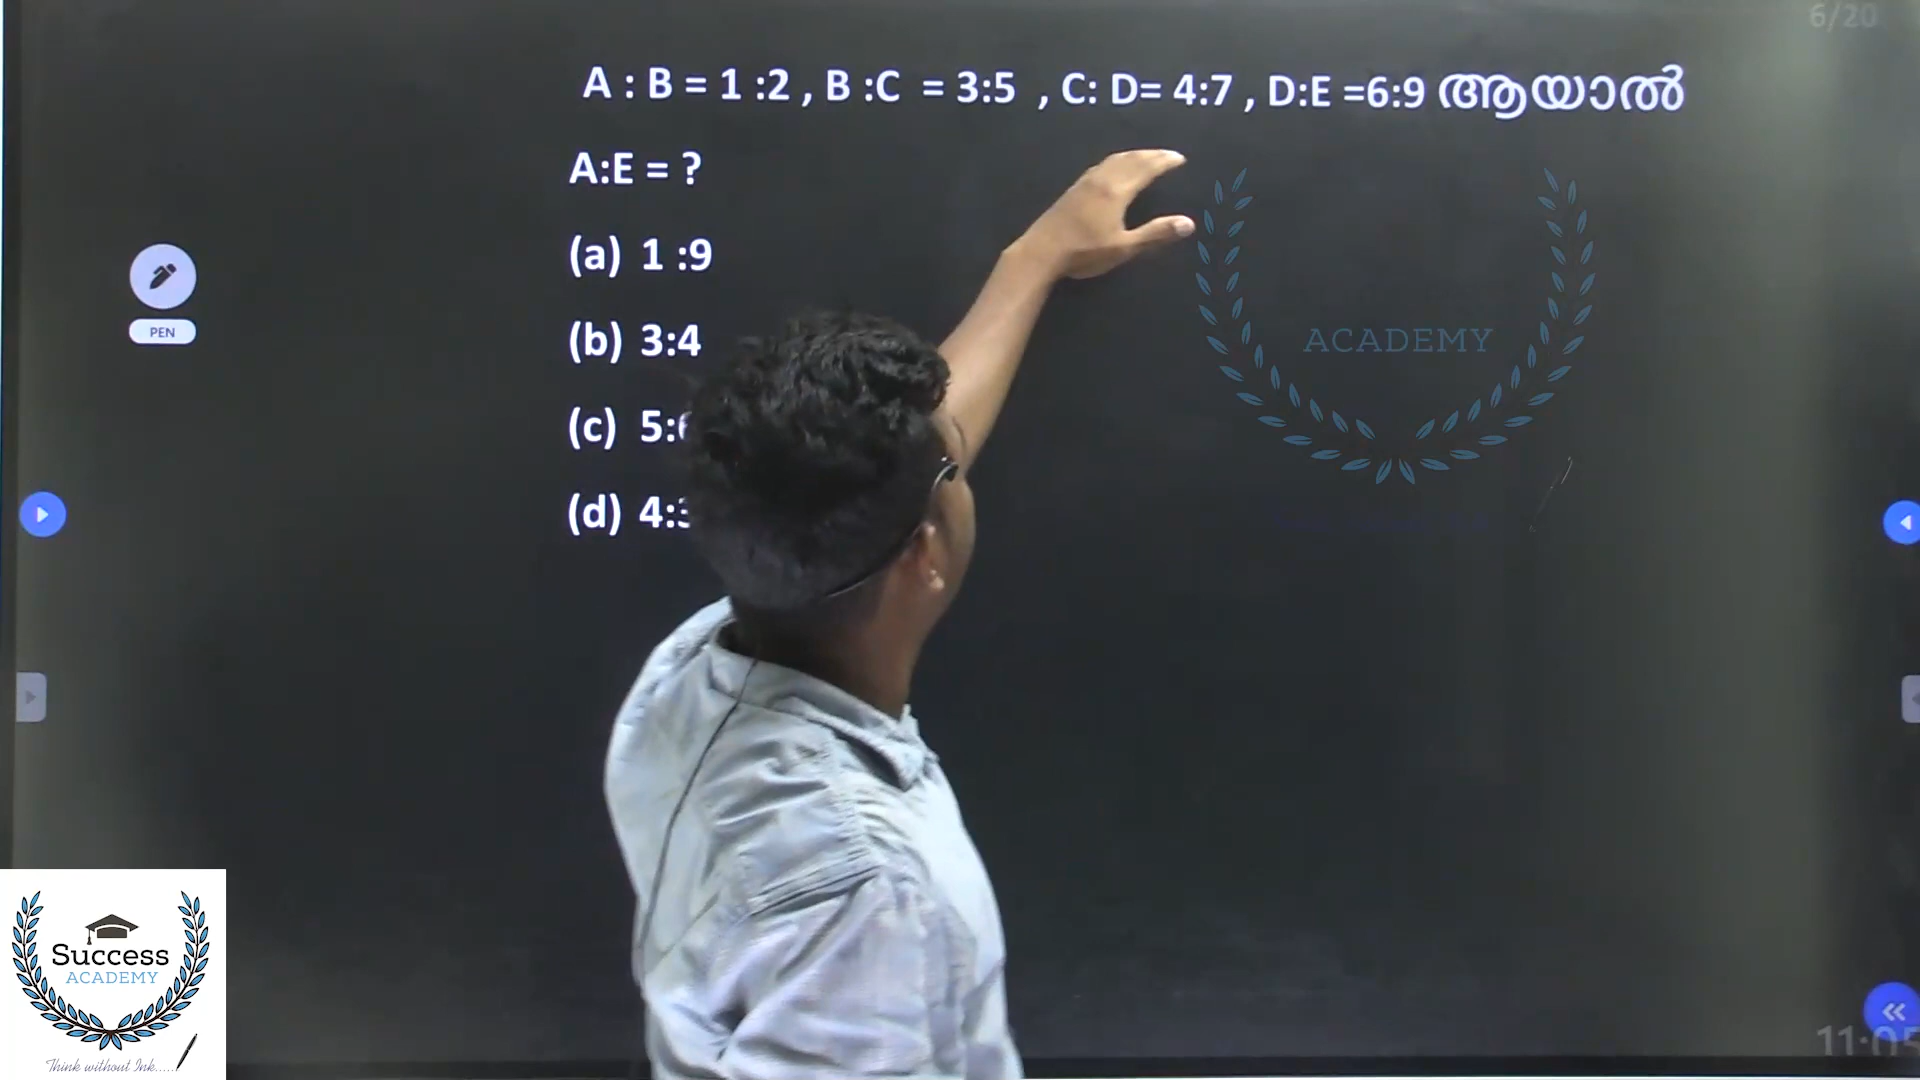 6/20
A : B = 1 :2 , B :C = 3:5 , C: D= 4:7 , D:E =6:9 ആയാൽ
A:E = ?
(a) 1 :9
(b) 3:4
(c) 5:
(d) 4:
PEN
ACADEMY
Success
ACADEMY
Think without Ink.....
11:05